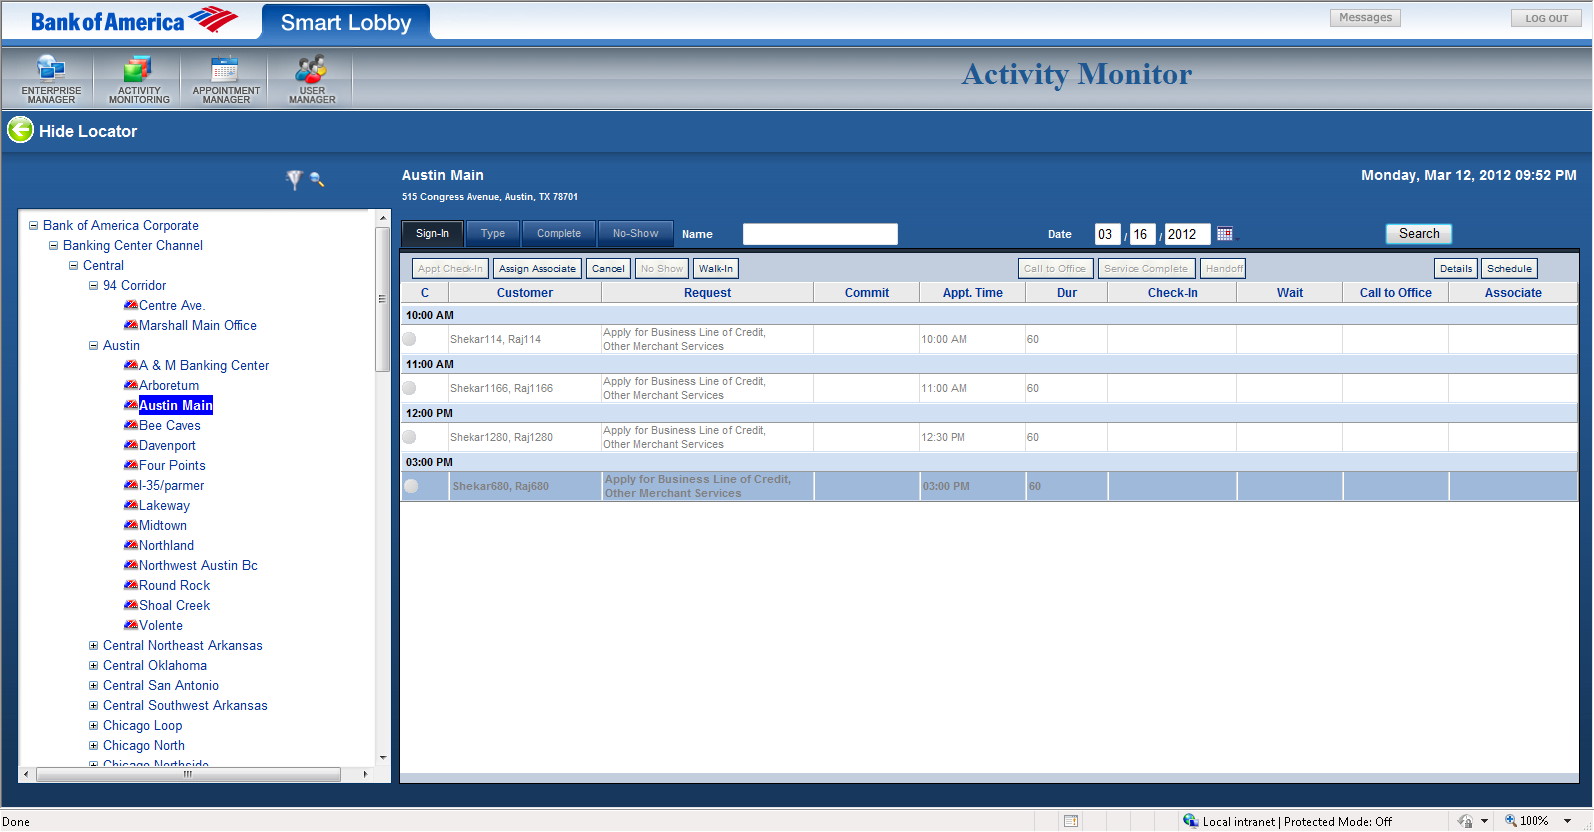 Bank of America
Smart Lobby
Messages
LOG OUT
ENTERPRISE MANAGER
ACTIVITY MONITORING
APPOINTMENT MANAGER
USER MANAGER
Activity Monitor
Hide Locator
Austin Main
Monday, Mar 12, 2012 09:52 PM
515 Congress Avenue, Austin, TX 78701
Bank of America Corporate
Banking Center Channel
Central
94 Corridor
Centre Ave.
Marshall Main Office
Austin
A & M Banking Center
Arboretum
Austin Main
Bee Caves
Davenport
Four Points
I-35/parmer
Lakeway
Midtown
Northland
Northwest Austin Bc
Round Rock
Shoal Creek
Volente
Central Northeast Arkansas
Central Oklahoma
Central San Antonio
Central Southwest Arkansas
Chicago Loop
Chicago North
Chicago Northside
Sign-In Type Complete No-Show Name Date 03 / 16 / 2012 Search
Appt Check-In Assign Associate Cancel No Show Walk-In Call to Office Service Complete Handoff Details Schedule
C Customer Request Commit Appt. Time Dur Check-In Wait Call to Office Associate
10:00 AM
Shekar114, Raj114 Apply for Business Line of Credit, 10:00 AM 60
Other Merchant Services
11:00 AM
Shekar1166, Raj1166 Apply for Business Line of Credit, 11:00 AM 60
Other Merchant Services
12:00 PM
Shekar1280, Raj1280 Apply for Business Line of Credit, 12:30 PM 60
Other Merchant Services
03:00 PM
Shekar680, Raj680 Apply for Business Line of Credit, 03:00 PM 60
Other Merchant Services
Done
Local intranet | Protected Mode: Off
100%